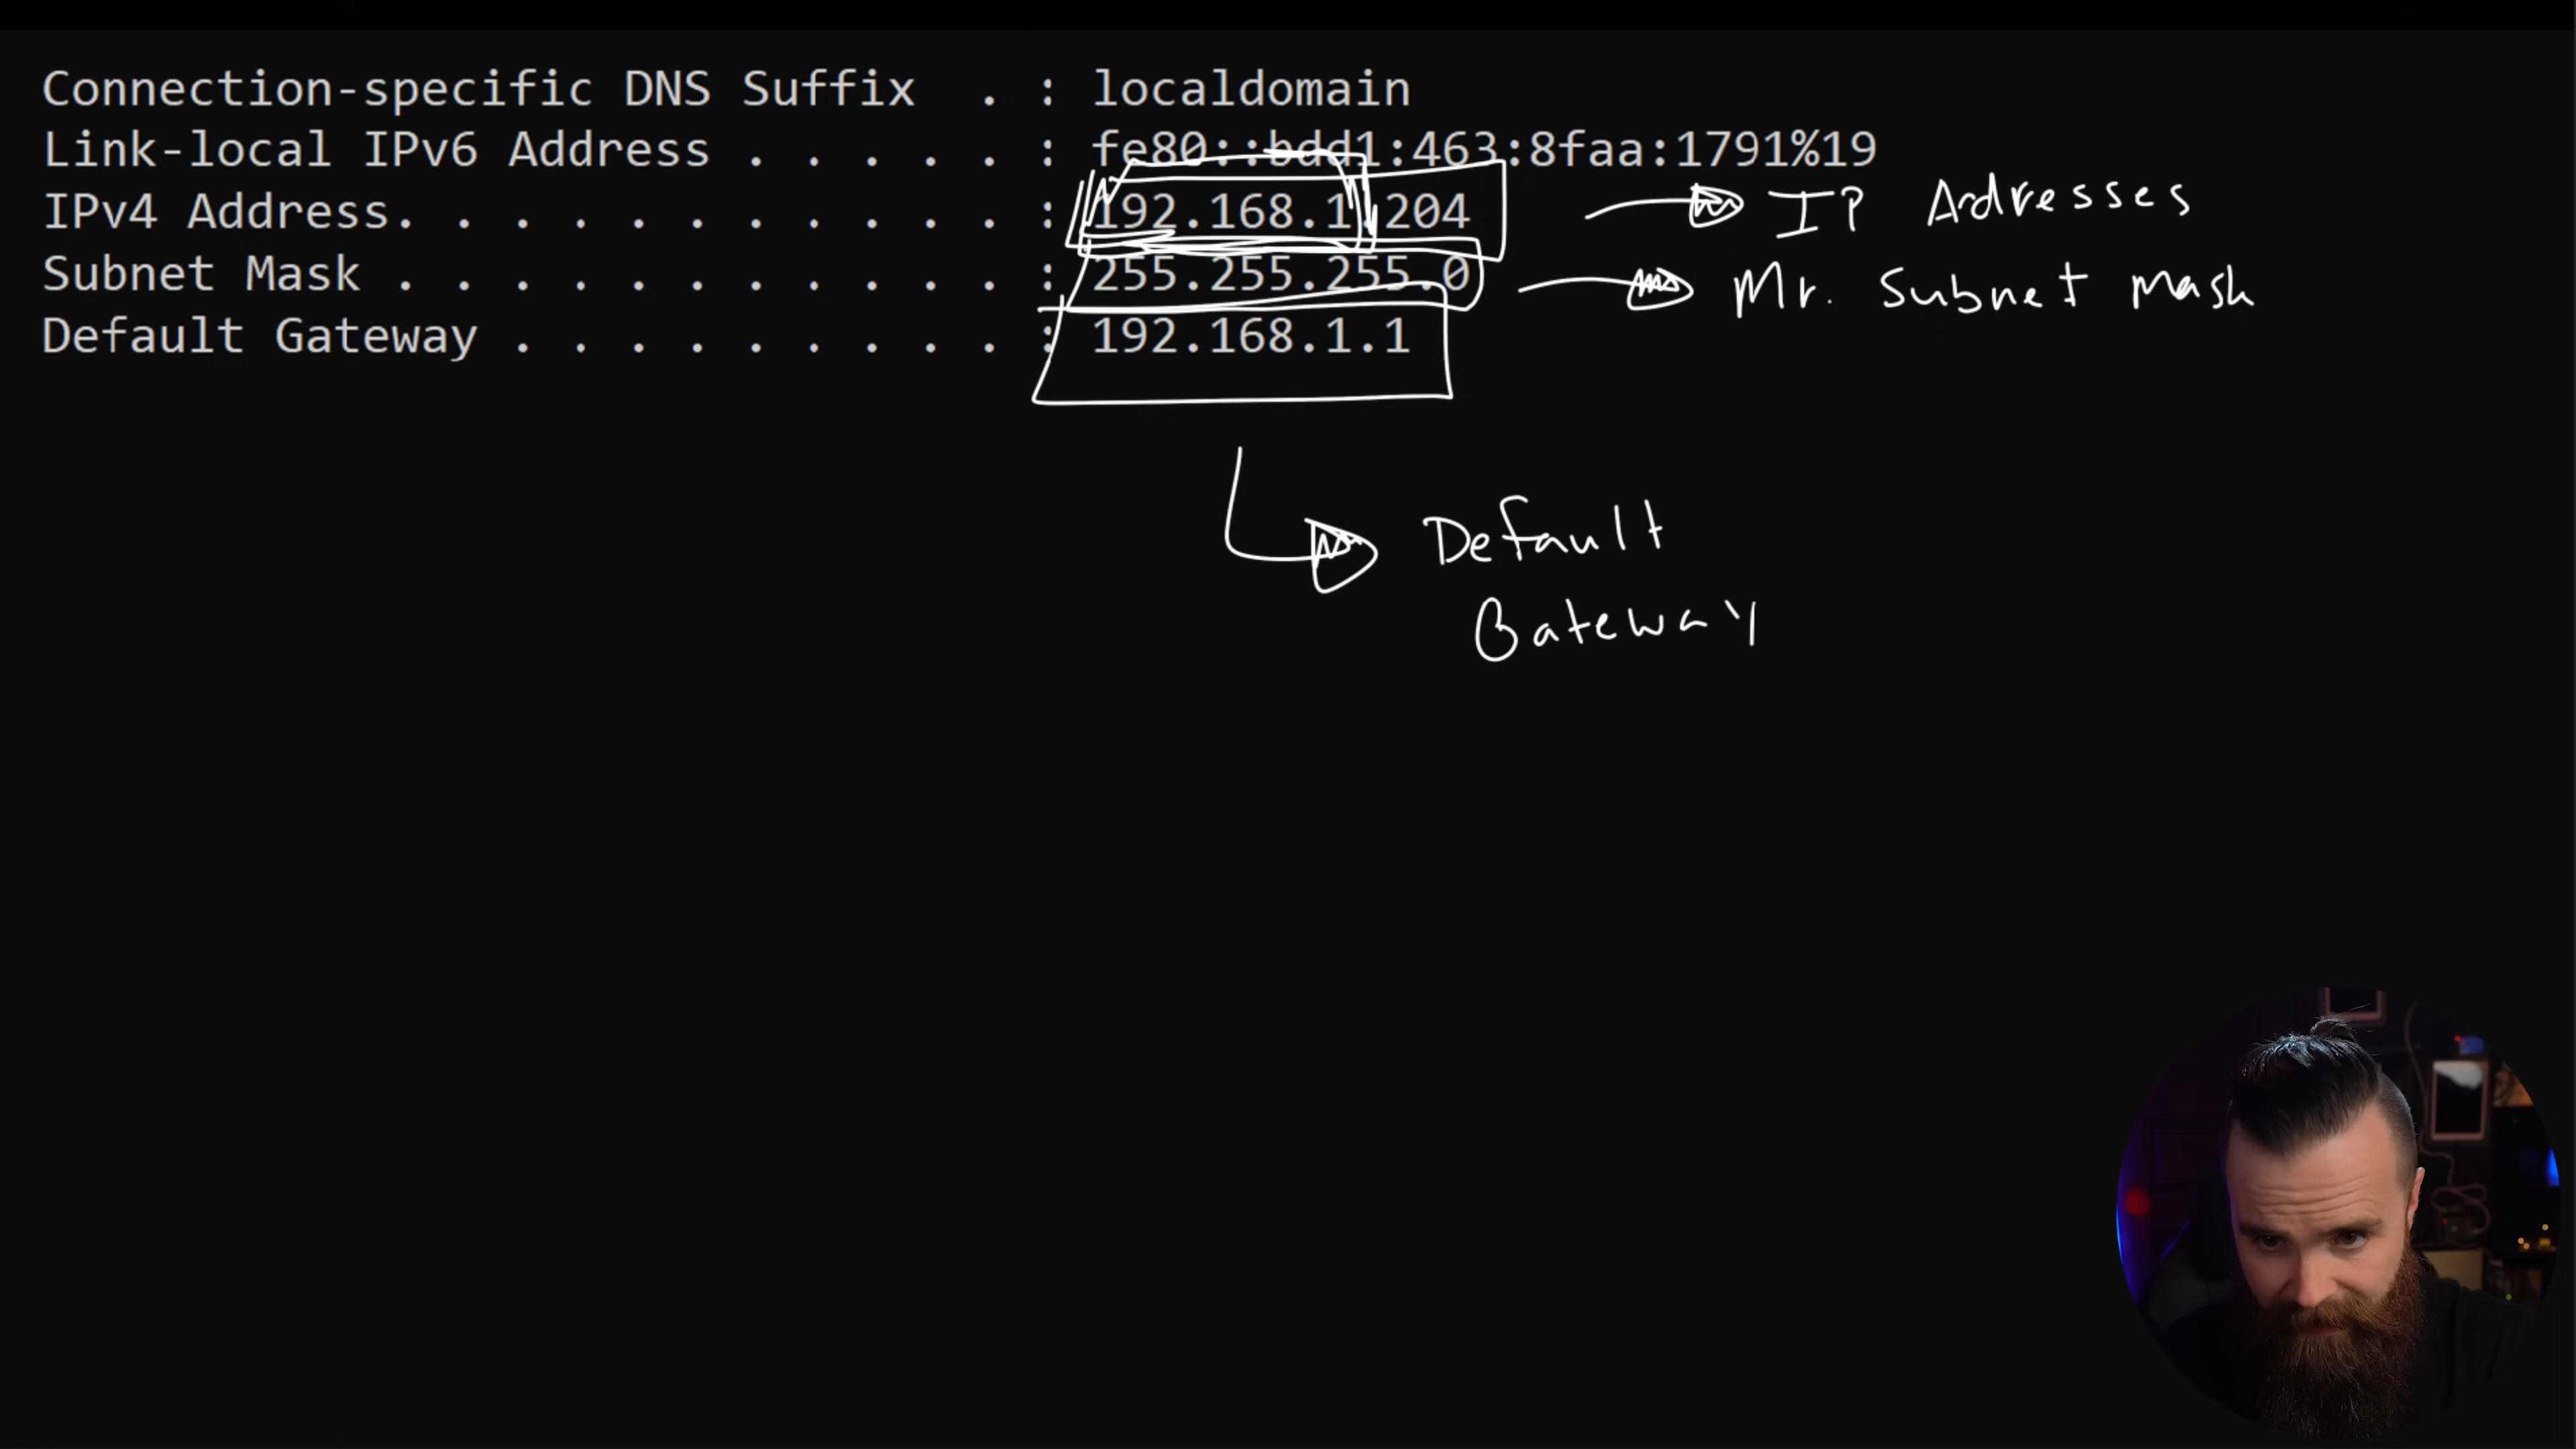 Connection-specific DNS Suffix . : localdomain
Link-local IPv6 Address . . . . . : fe80::bdd1:463:8faa:1791%19
IPv4 Address. . . . . . . . . . . : 192.168.1.204
IP Adresses
Subnet Mask . . . . . . . . . . . : 255.255.255.0
Mr. Subnet Mask
Default Gateway . . . . . . . . . : 192.168.1.1
Default
Gateway